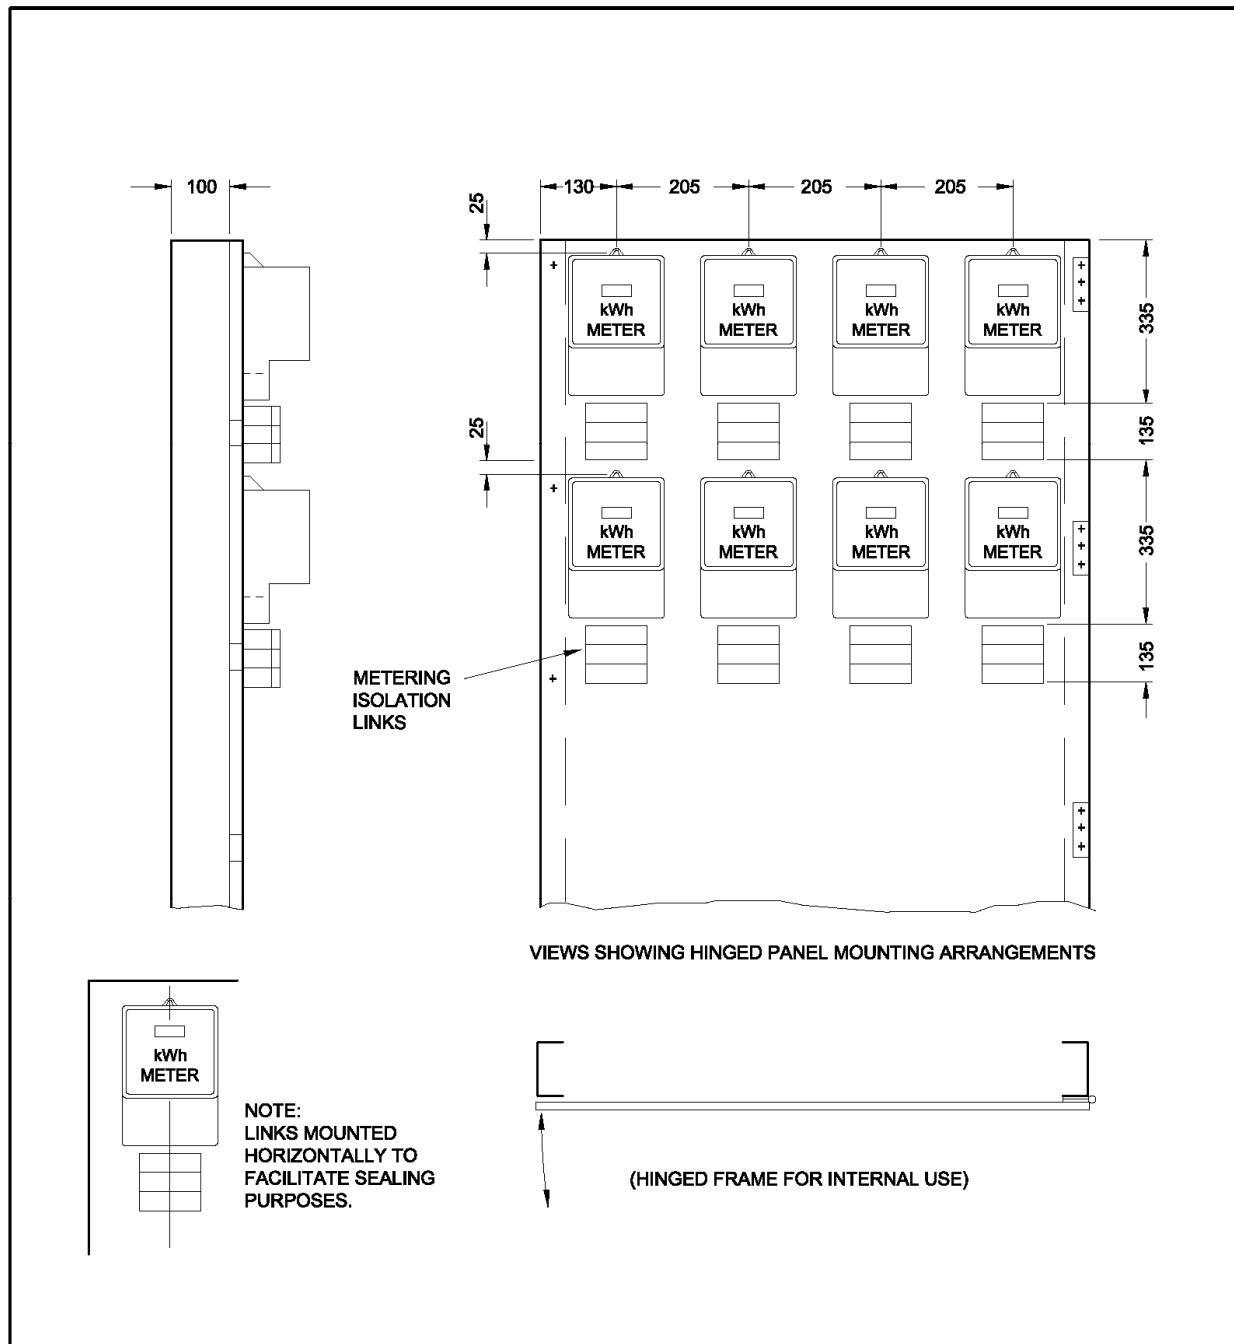 100
130
205
205
205
25
335
kWh
METER
kWh
METER
kWh
METER
kWh
METER
25
135
335
kWh
METER
kWh
METER
kWh
METER
kWh
METER
135
METERING
ISOLATION
LINKS
VIEWS SHOWING HINGED PANEL MOUNTING ARRANGEMENTS
kWh
METER
NOTE:
LINKS MOUNTED
HORIZONTALLY TO
FACILITATE SEALING
PURPOSES.
(HINGED FRAME FOR INTERNAL USE)